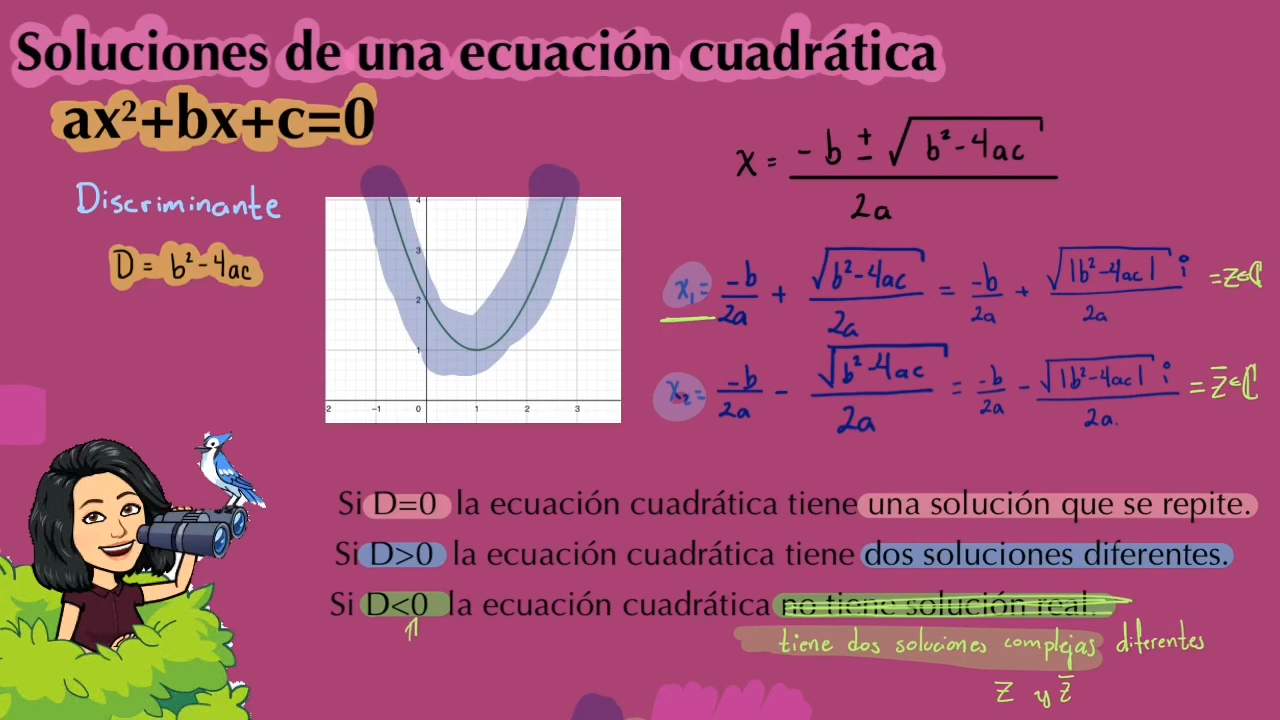 Soluciones de una ecuación cuadrática
ax²+bx+c=0
Discriminante
D = b²-4ac
x = -b ± √(b²-4ac) / 2a
x₁ = -b/2a + √(b²-4ac)/2a = -b/2a + √|b²-4ac| i/2a = z∈ℂ
x₂ = -b/2a - √(b²-4ac)/2a = -b/2a - √|b²-4ac| i/2a. = z̄∈ℂ
4
3
2
1
-2 -1 0 1 2 3
Si D=0 la ecuación cuadrática tiene una solución que se repite.
Si D>0 la ecuación cuadrática tiene dos soluciones diferentes.
Si D<0 la ecuación cuadrática no tiene solución real.
tiene dos soluciones complejas diferentes
z y z̄